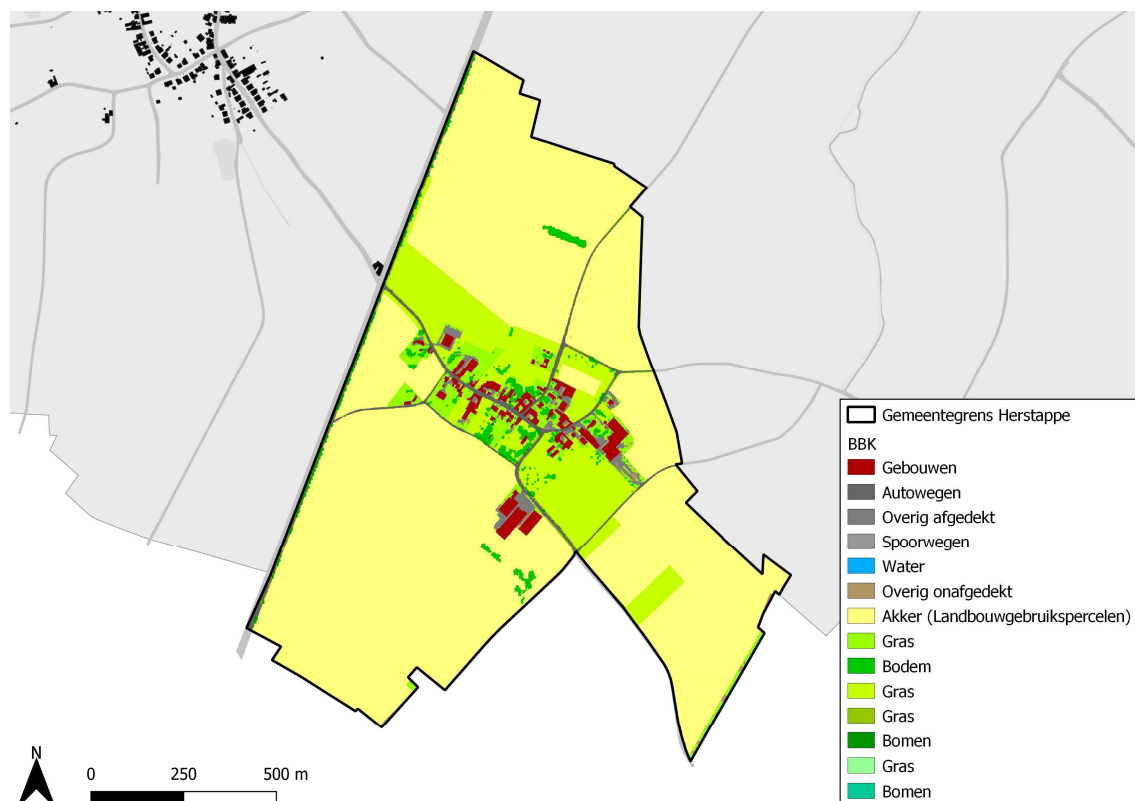 Gemeentegrens Herstappe
BBK
Gebouwen
Autowegen
Overig afgedekt
Spoorwegen
Water
Overig onafgedekt
Akker (Landbouwgebruikspercelen)
Gras
Bodem
Gras
Gras
Bomen
Gras
Bomen
N
0 250 500 m